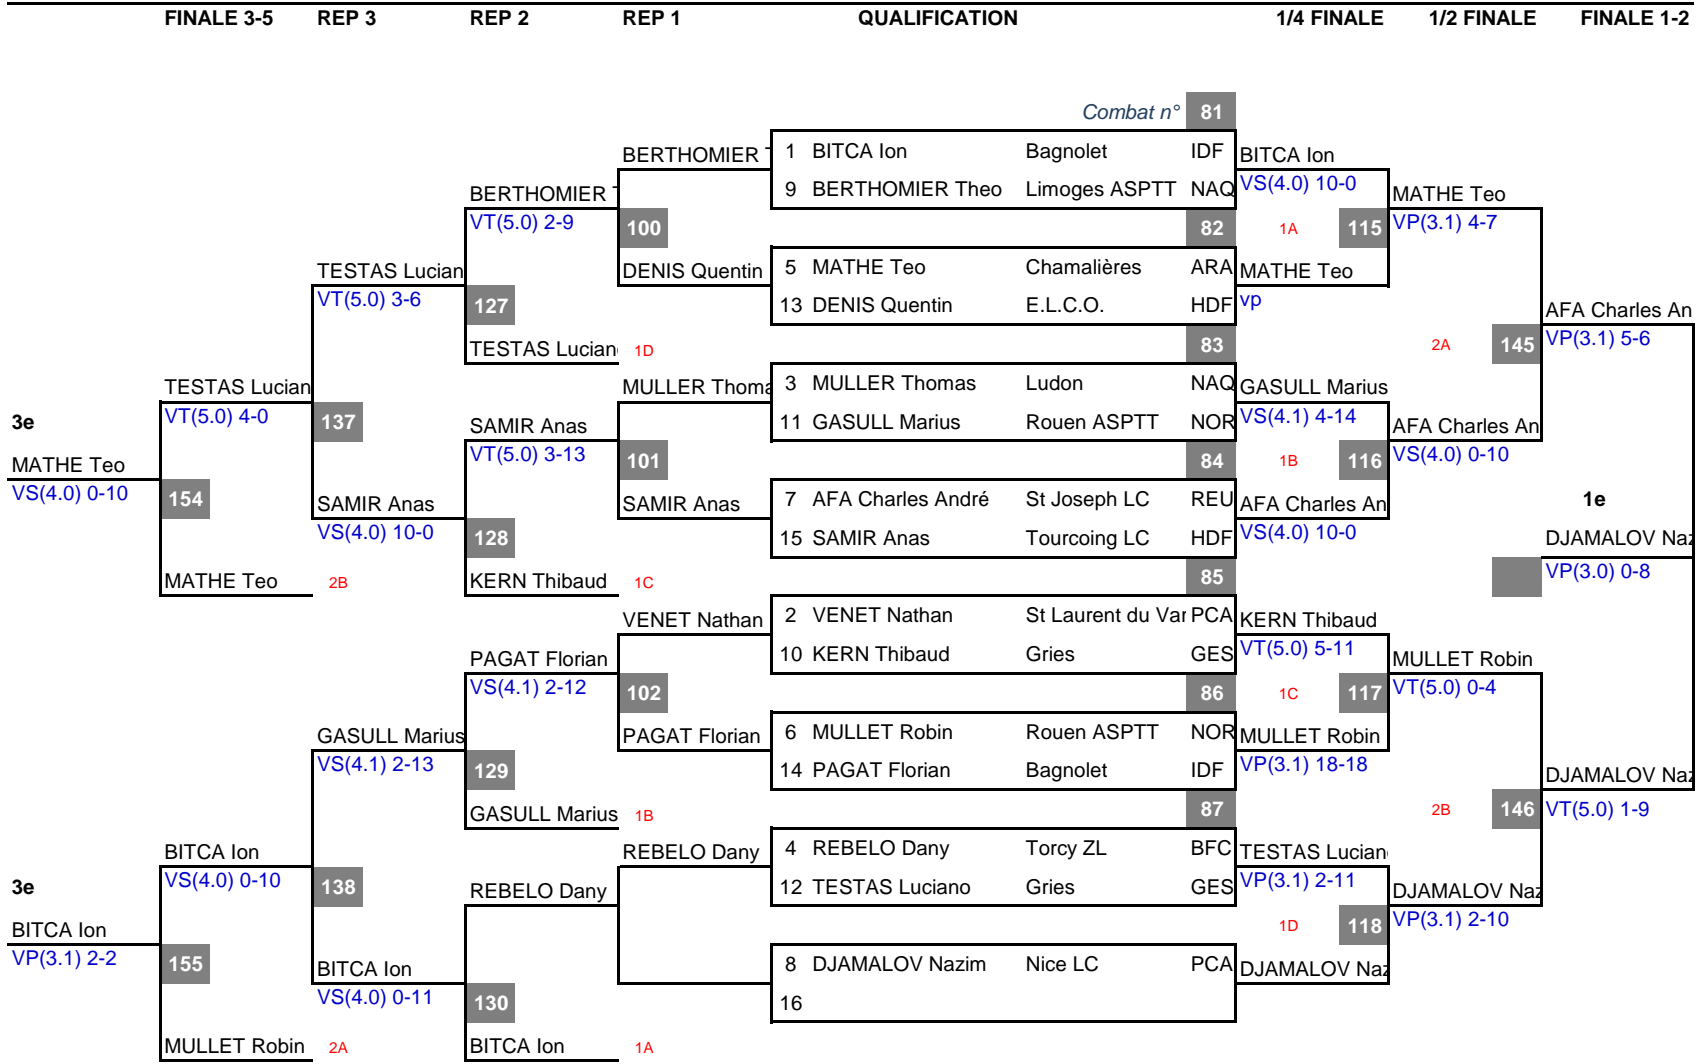 FINALE 3-5 REP 3 REP 2 REP 1 QUALIFICATION 1/4 FINALE 1/2 FINALE FINALE 1-2
Combat n° 81
BERTHOMIER T 1 BITCA Ion Bagnolet IDF BITCA Ion
BERTHOMIER T 9 BERTHOMIER Theo Limoges ASPTT NAQ VS(4.0) 10-0 MATHE Teo
VT(5.0) 2-9 100 82 1A 115 VP(3.1) 4-7
TESTAS Lucian DENIS Quentin 5 MATHE Teo Chamalières ARA MATHE Teo
VT(5.0) 3-6 127 13 DENIS Quentin E.L.C.O. HDF vp AFA Charles An
TESTAS Lucian 1D 83 2A 145 VP(3.1) 5-6
TESTAS Lucian MULLER Thoma 3 MULLER Thomas Ludon NAQ GASULL Marius
3e VT(5.0) 4-0 137 SAMIR Anas 11 GASULL Marius Rouen ASPTT NOR VS(4.1) 4-14 AFA Charles An
MATHE Teo VT(5.0) 3-13 101 84 1B 116 VS(4.0) 0-10
VS(4.0) 0-10 154 SAMIR Anas SAMIR Anas 7 AFA Charles André St Joseph LC REU AFA Charles An 1e
VS(4.0) 10-0 128 15 SAMIR Anas Tourcoing LC HDF VS(4.0) 10-0 DJAMALOV Naz
MATHE Teo 2B KERN Thibaud 1C 85 VP(3.0) 0-8
VENET Nathan 2 VENET Nathan St Laurent du Var PCA KERN Thibaud
PAGAT Florian 10 KERN Thibaud Gries GES VT(5.0) 5-11 MULLET Robin
VS(4.1) 2-12 102 86 1C 117 VT(5.0) 0-4
GASULL Marius PAGAT Florian 6 MULLET Robin Rouen ASPTT NOR MULLET Robin
VS(4.1) 2-13 129 14 PAGAT Florian Bagnolet IDF VP(3.1) 18-18 DJAMALOV Naz
GASULL Marius 1B 87 2B 146 VT(5.0) 1-9
BITCA Ion REBELO Dany 4 REBELO Dany Torcy ZL BFC TESTAS Lucian
3e VS(4.0) 0-10 138 REBELO Dany 12 TESTAS Luciano Gries GES VP(3.1) 2-11 DJAMALOV Naz
BITCA Ion 1D 118 VP(3.1) 2-10
VP(3.1) 2-2 155 BITCA Ion 8 DJAMALOV Nazim Nice LC PCA DJAMALOV Naz
VS(4.0) 0-11 130 16
MULLET Robin 2A BITCA Ion 1A